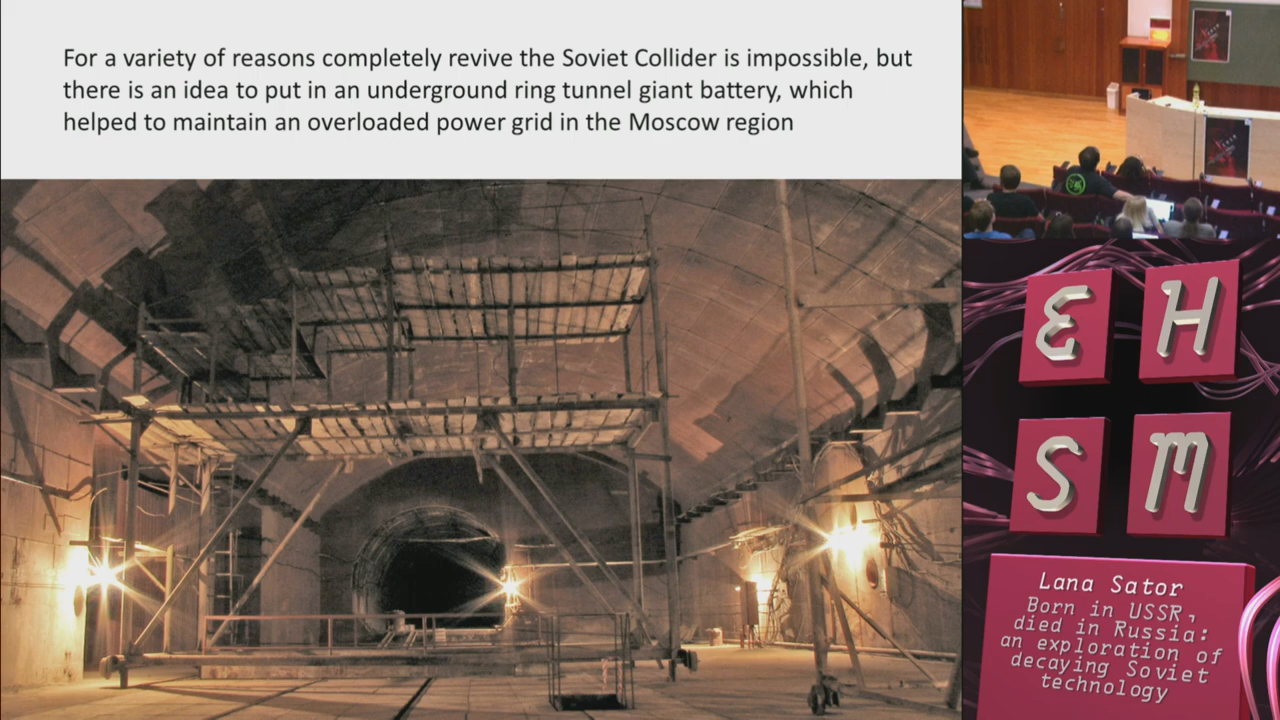 For a variety of reasons completely revive the Soviet Collider is impossible, but
there is an idea to put in an underground ring tunnel giant battery, which
helped to maintain an overloaded power grid in the Moscow region
EH
SM
Lana Sator
Born in USSR,
died in Russia:
an exploration of
decaying Soviet
technology